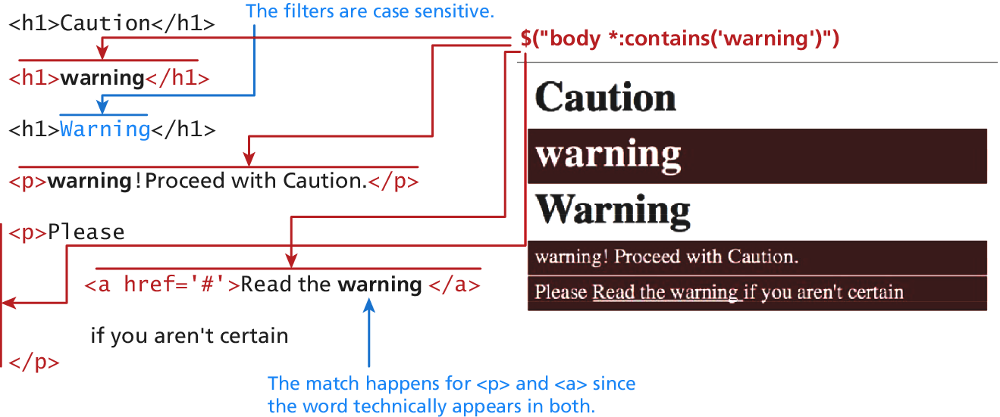 The filters are case sensitive.
<h1>Caution</h1>
$("body *:contains('warning')")
<h1>warning</h1>
<h1>Warning</h1>
<p>warning!Proceed with Caution.</p>
<p>Please
<a href='#'>Read the warning </a>
if you aren't certain
</p>
The match happens for <p> and <a> since
the word technically appears in both.
Caution
warning
Warning
warning! Proceed with Caution.
Please Read the warning if you aren't certain